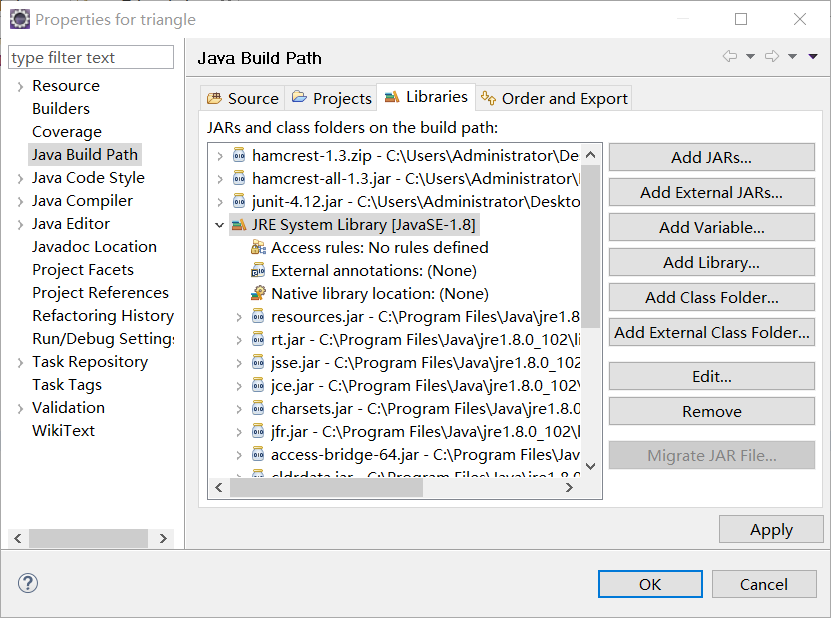 Properties for triangle
type filter text
Resource
Builders
Coverage
Java Build Path
Java Code Style
Java Compiler
Java Editor
Javadoc Location
Project Facets
Project References
Refactoring History
Run/Debug Settings
Task Repository
Task Tags
Validation
WikiText
Java Build Path
Source
Projects
Libraries
Order and Export
JARs and class folders on the build path:
hamcrest-1.3.zip - C:\Users\Administrator\De
hamcrest-all-1.3.jar - C:\Users\Administrator\
junit-4.12.jar - C:\Users\Administrator\Deskto
JRE System Library [JavaSE-1.8]
Access rules: No rules defined
External annotations: (None)
Native library location: (None)
resources.jar - C:\Program Files\Java\jre1.8
rt.jar - C:\Program Files\Java\jre1.8.0_102\li
jsse.jar - C:\Program Files\Java\jre1.8.0_102
jce.jar - C:\Program Files\Java\jre1.8.0_102\
charsets.jar - C:\Program Files\Java\jre1.8.0
jfr.jar - C:\Program Files\Java\jre1.8.0_102\l
access-bridge-64.jar - C:\Program Files\Jav
cldrdata.jar - C:\Program Files\Java\jre1.8.0
Add JARs...
Add External JARs...
Add Variable...
Add Library...
Add Class Folder...
Add External Class Folder...
Edit...
Remove
Migrate JAR File...
Apply
?
OK
Cancel